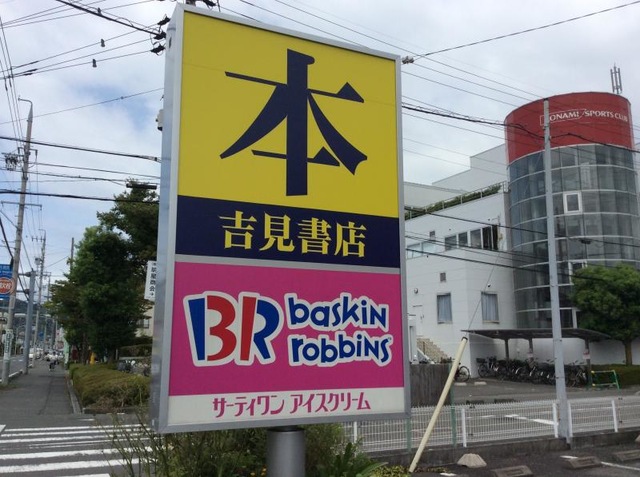 本
吉見書店
BR baskin
robbins
サーティワン アイスクリーム
KONAMI SPORTS CLUB